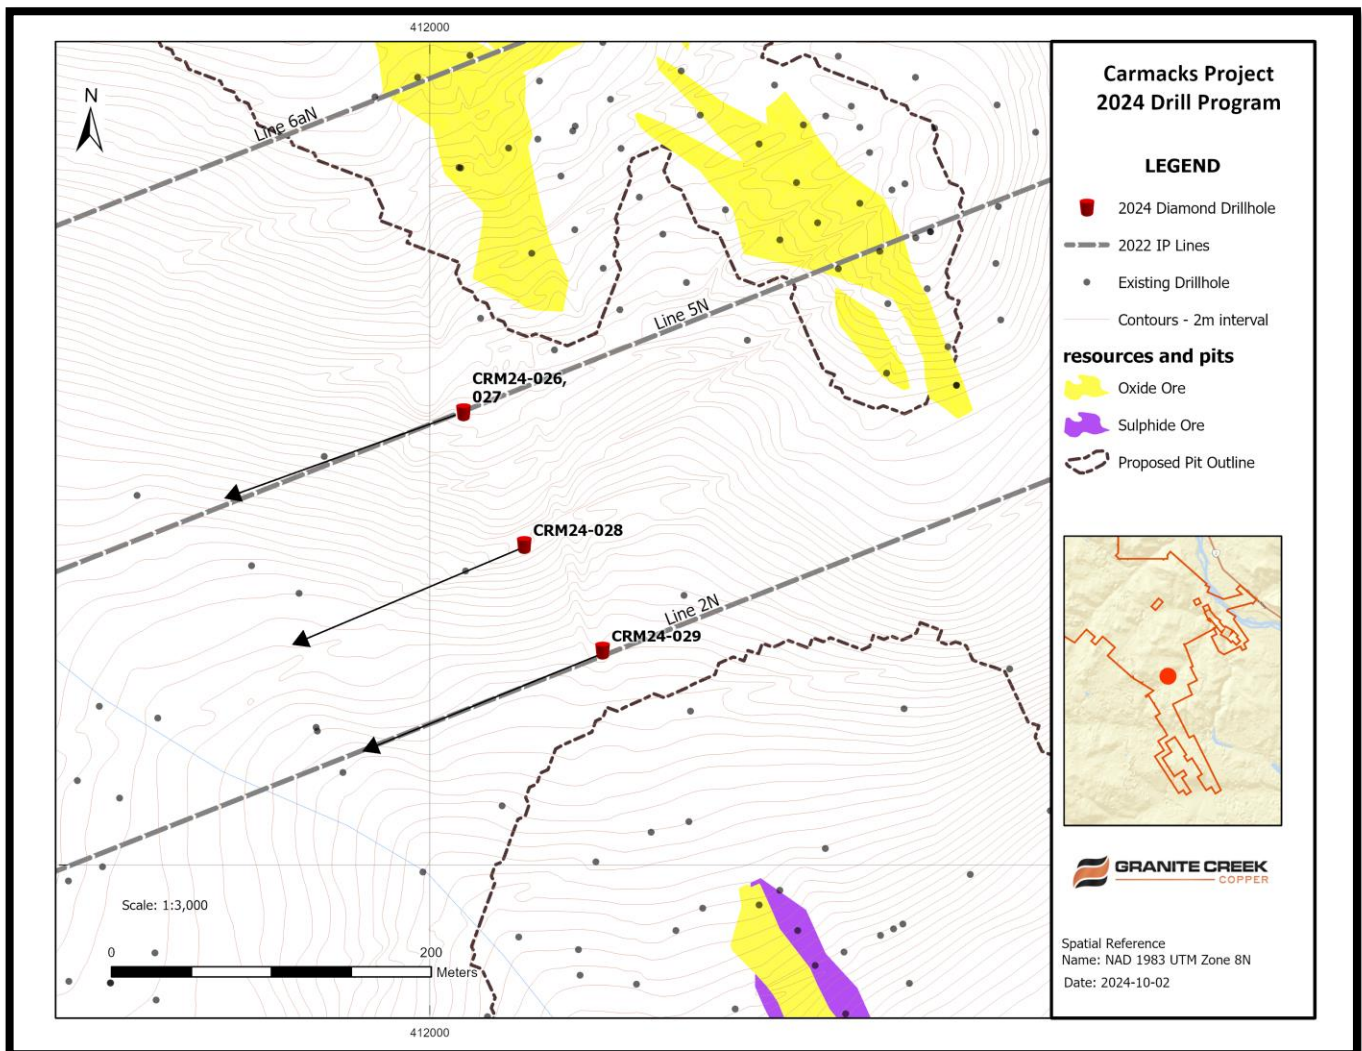 412000
Carmacks Project
2024 Drill Program
N
LEGEND
2024 Diamond Drillhole
2022 IP Lines
Existing Drillhole
Contours - 2m interval
resources and pits
Oxide Ore
Sulphide Ore
Proposed Pit Outline
Line 6aN
Line 5N
CRM24-026,
027
CRM24-028
Line 2N
CRM24-029
GRANITE CREEK
COPPER
Scale: 1:3,000
0 200
Meters
Spatial Reference
Name: NAD 1983 UTM Zone 8N
Date: 2024-10-02
412000